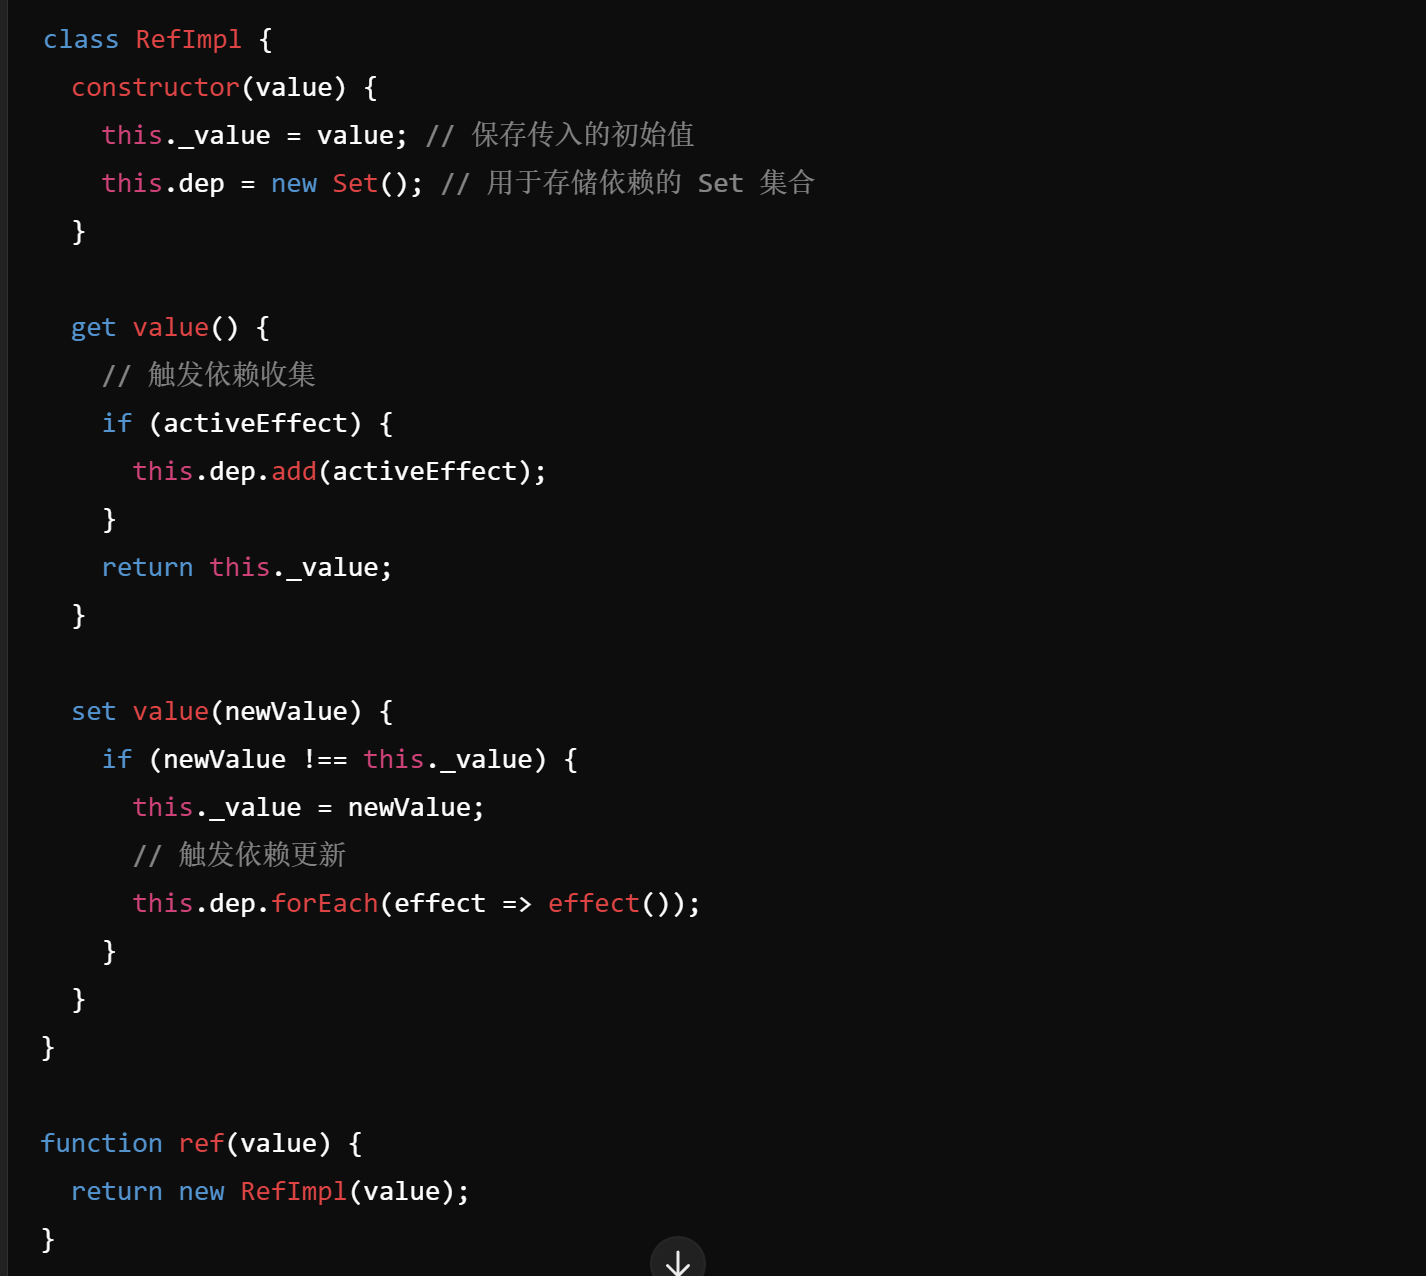 class RefImpl {
  constructor(value) {
    this._value = value; // 保存传入的初始值
    this.dep = new Set(); // 用于存储依赖的 Set 集合
  }

  get value() {
    // 触发依赖收集
    if (activeEffect) {
      this.dep.add(activeEffect);
    }
    return this._value;
  }

  set value(newValue) {
    if (newValue !== this._value) {
      this._value = newValue;
      // 触发依赖更新
      this.dep.forEach(effect => effect());
    }
  }
}

function ref(value) {
  return new RefImpl(value);
}